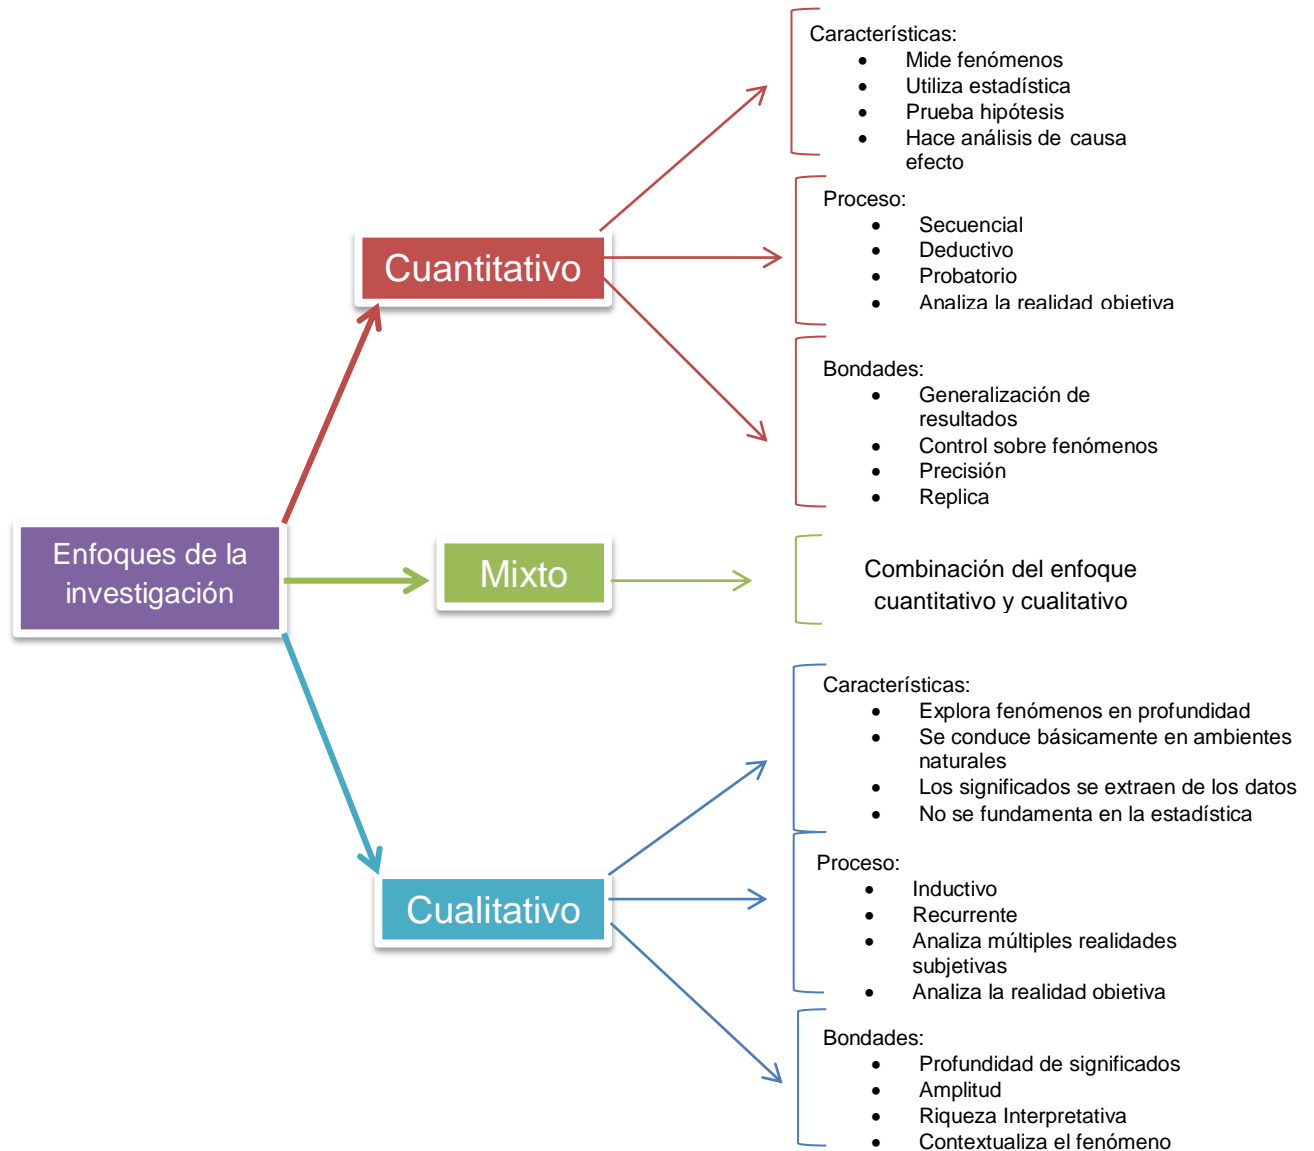 Enfoques de la
investigación
Cuantitativo
Características:
• Mide fenómenos
• Utiliza estadística
• Prueba hipótesis
• Hace análisis de causa
efecto
Proceso:
• Secuencial
• Deductivo
• Probatorio
• Analiza la realidad objetiva
Bondades:
• Generalización de
resultados
• Control sobre fenómenos
• Precisión
• Replica
Mixto
Combinación del enfoque
cuantitativo y cualitativo
Cualitativo
Características:
• Explora fenómenos en profundidad
• Se conduce básicamente en ambientes
naturales
• Los significados se extraen de los datos
• No se fundamenta en la estadística
Proceso:
• Inductivo
• Recurrente
• Analiza múltiples realidades
subjetivas
• Analiza la realidad objetiva
Bondades:
• Profundidad de significados
• Amplitud
• Riqueza Interpretativa
• Contextualiza el fenómeno